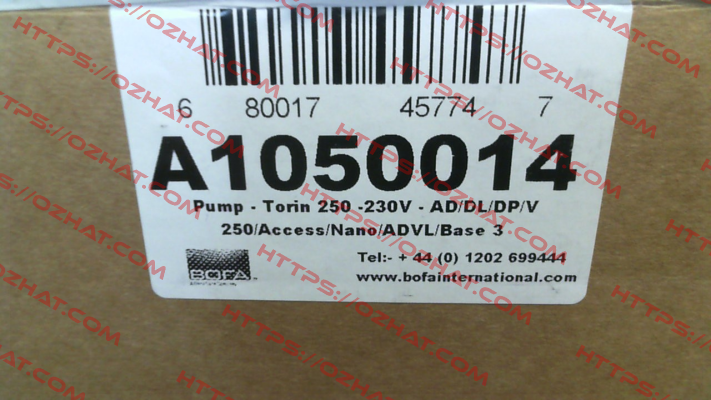 6 80017 45774 7
A1050014
Pump - Torin 250 -230V - AD/DL/DP/V
250/Access/Nano/ADVL/Base 3
BOFA
Tel:- + 44 (0) 1202 699444
www.bofainternational.com
HTTPS://OZHAT.COM